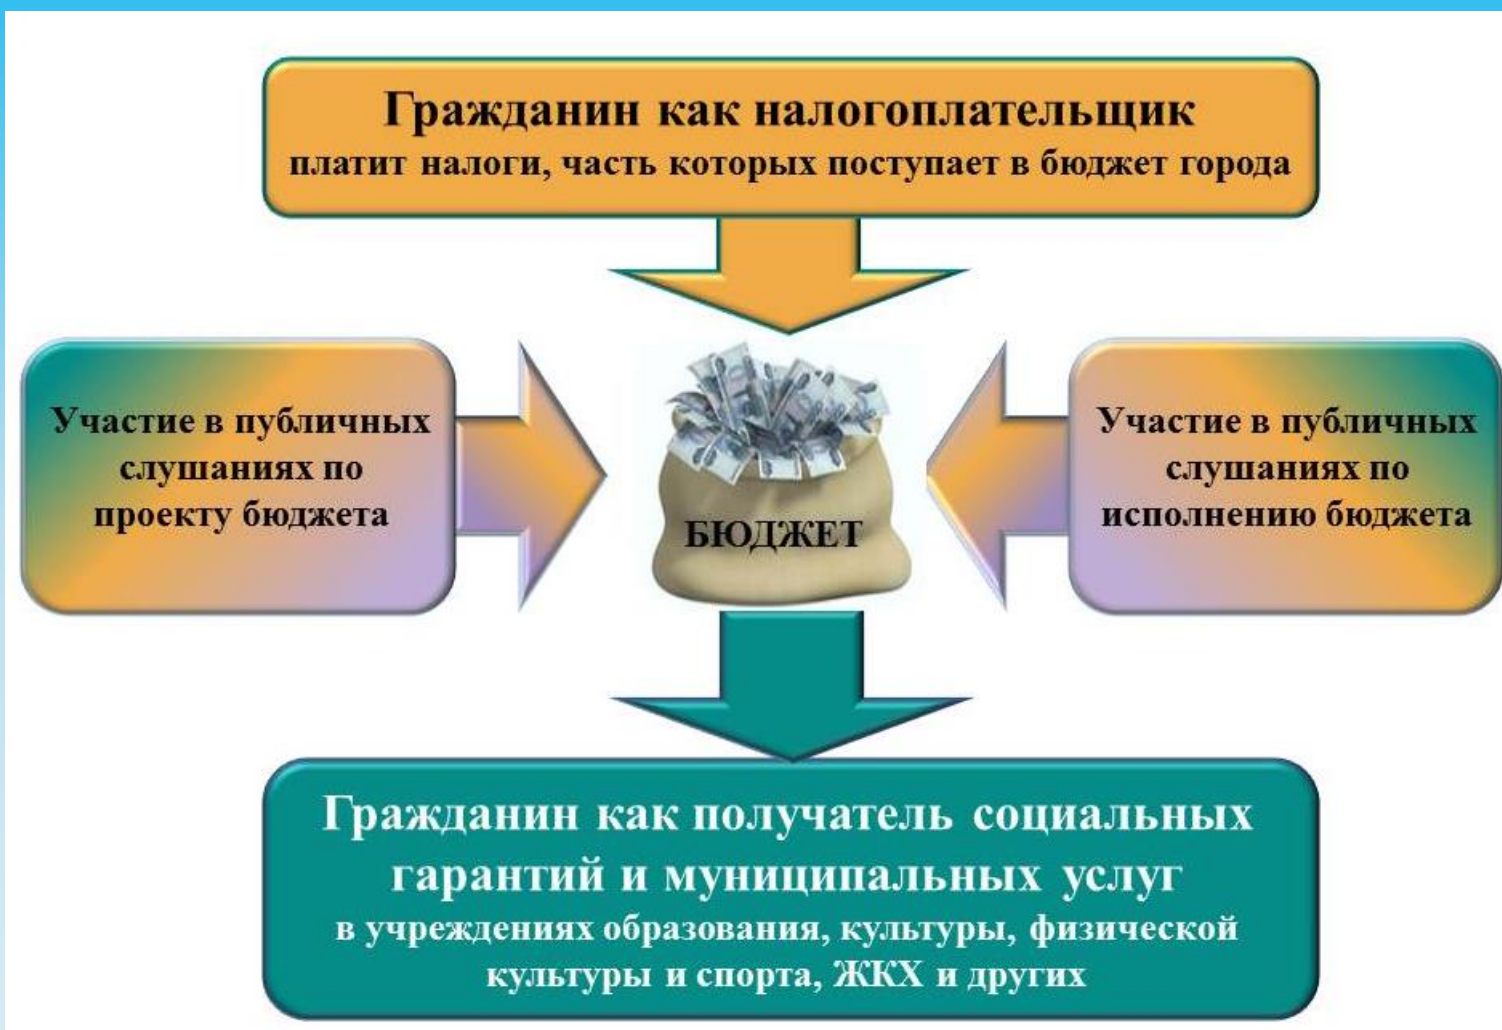 Гражданин как налогоплательщик
платит налоги, часть которых поступает в бюджет города
Участие в публичных
слушаниях по
проекту бюджета
БЮДЖЕТ
Участие в публичных
слушаниях по
исполнению бюджета
Гражданин как получатель социальных
гарантий и муниципальных услуг
в учреждениях образования, культуры, физической
культуры и спорта, ЖКХ и других